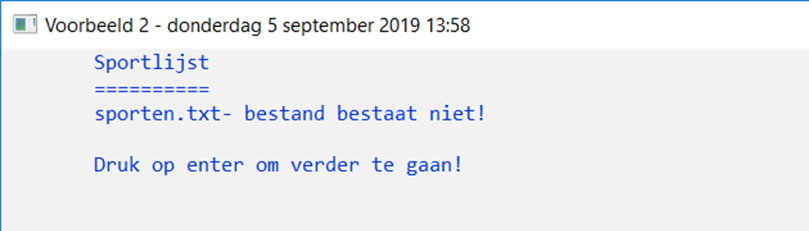 Voorbeeld 2 - donderdag 5 september 2019 13:58
Sportlijst
==========
sporten.txt- bestand bestaat niet!
Druk op enter om verder te gaan!